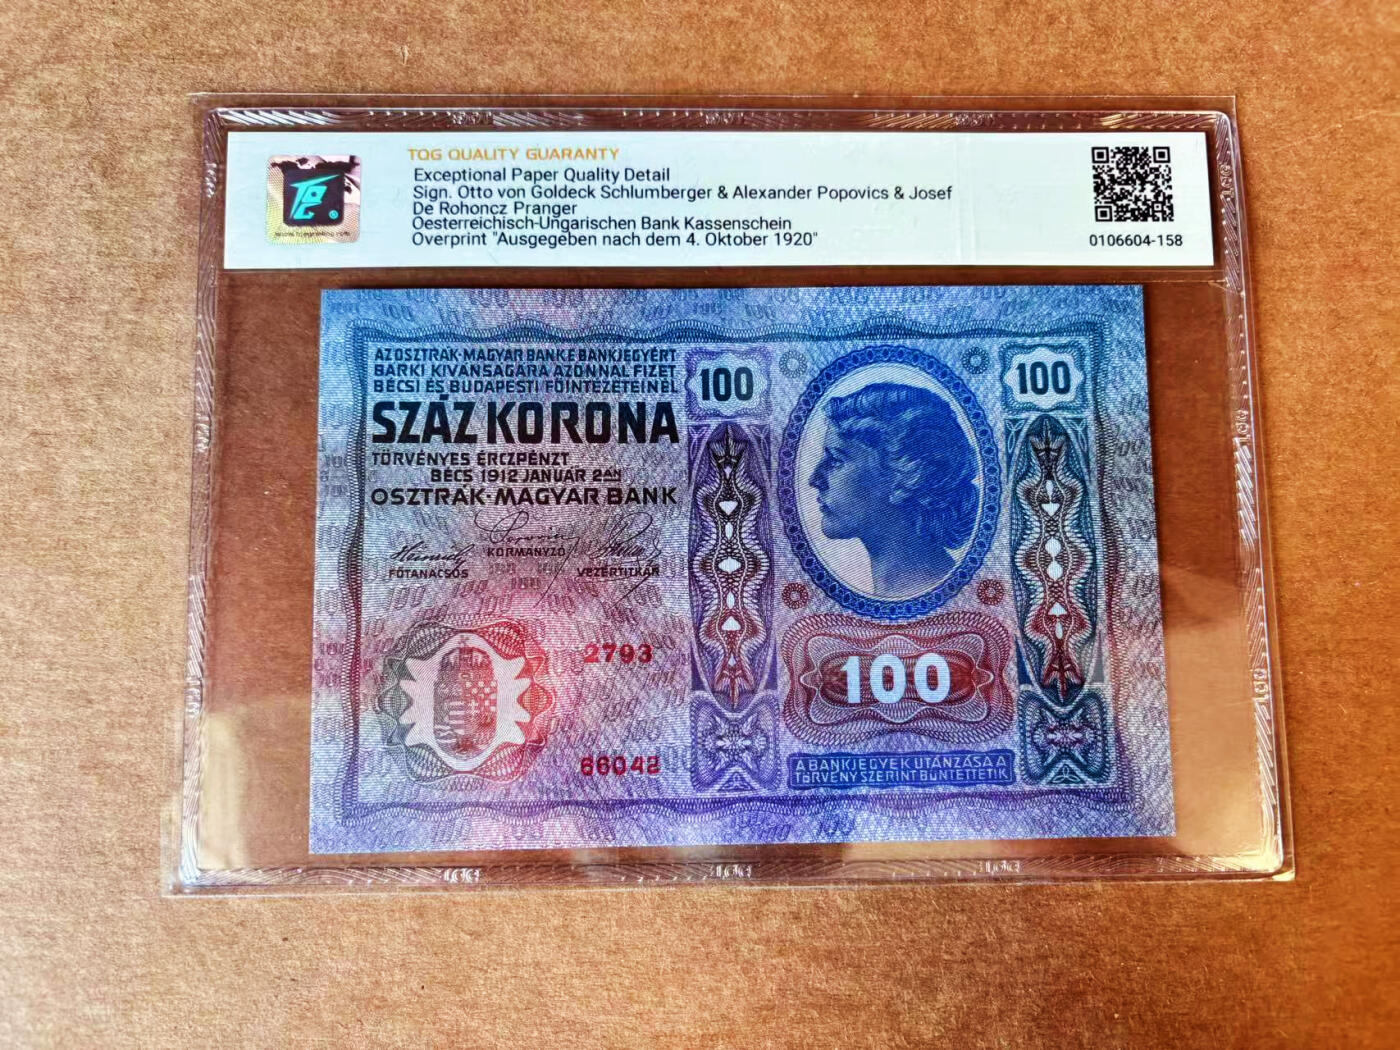 TQG QUALITY GUARANTY
Exceptional Paper Quality Detail
Sign. Otto von Goldeck Schlumberger & Alexander Popovics & Josef
De Rohoncz Pranger
Oesterreichisch-Ungarischen Bank Kassenschein
Overprint "Ausgegeben nach dem 4. Oktober 1920"
0106604-158
AZ OSZTRÁK-MAGYAR BANK E BANKJEGYÉRT
BÁRKI KIVÁNSÁGÁRA AZONNAL FIZET
BÉCSI ÉS BUDAPESTI FŐINTÉZETEINÉL
SZÁZ KORONA
TÖRVÉNYES ÉRCZPÉNZT
BÉCS 1912 JANUÁR 2ÁN
OSZTRÁK-MAGYAR BANK
KORMÁNYZÓ
FŐTANÁCSOS
VEZÉRTITKÁR
2793
66042
100
100
100
A BANKJEGYEK UTÁNZÁSA A
TÖRVÉNY SZERINT BÜNTETTETIK